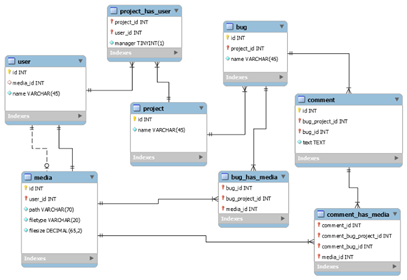 project_has_user
project_id INT
user_id INT
manager TINYINT(1)
Indexes
bug
id INT
project_id INT
name VARCHAR(45)
Indexes
user
id INT
media_id INT
name VARCHAR(45)
Indexes
project
id INT
name VARCHAR(45)
Indexes
comment
id INT
bug_project_id INT
bug_id INT
text TEXT
Indexes
media
id INT
user_id INT
path VARCHAR(70)
filetype VARCHAR(20)
filesize DECIMAL(65,2)
Indexes
bug_has_media
bug_id INT
bug_project_id INT
media_id INT
Indexes
comment_has_media
comment_id INT
comment_bug_project_id INT
comment_bug_id INT
media_id INT
Indexes